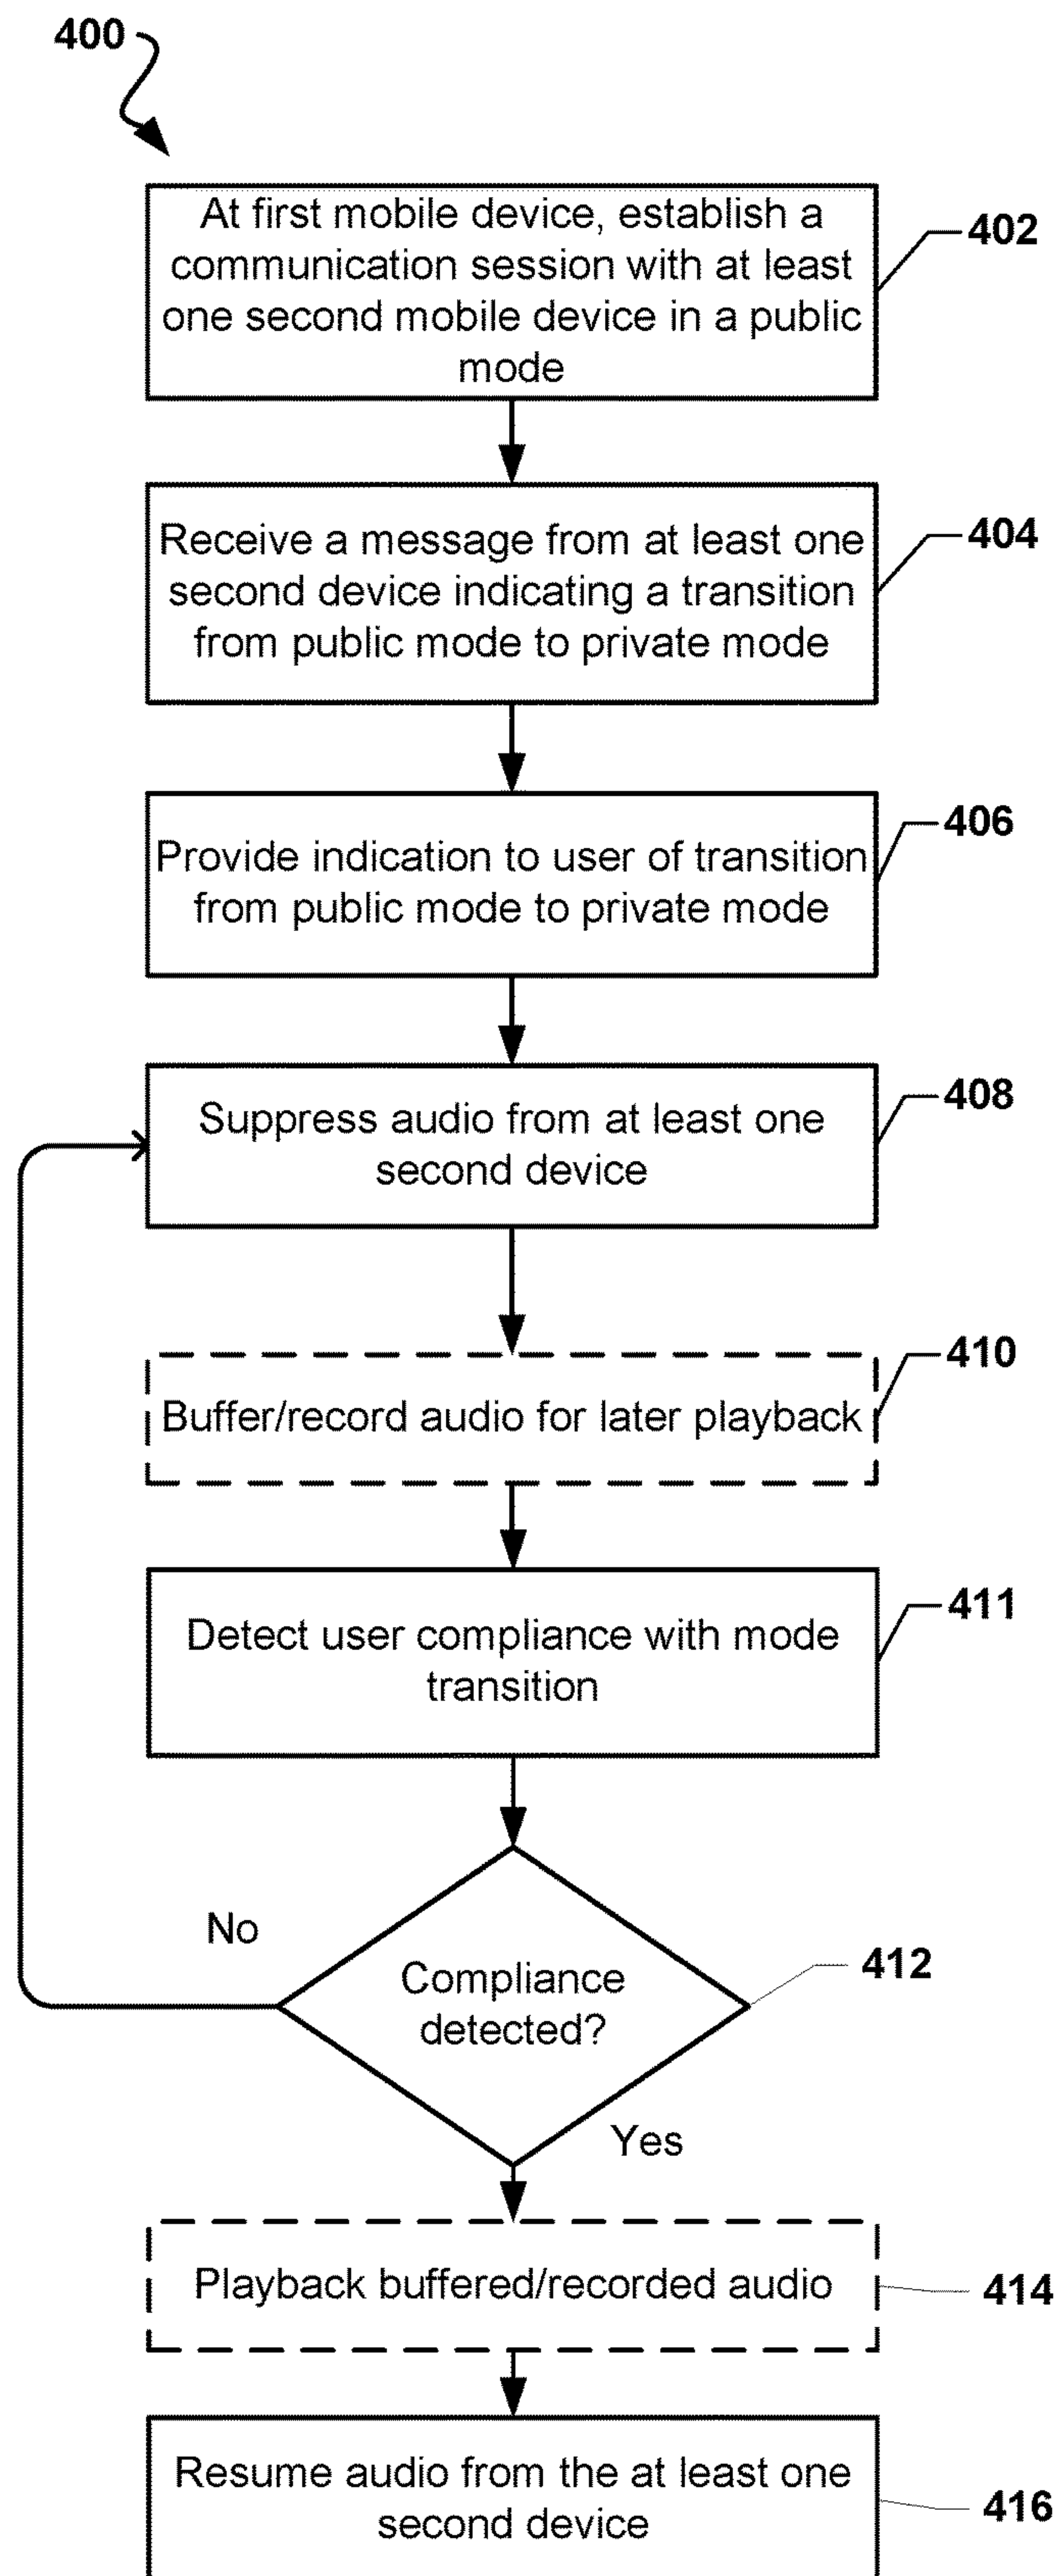 400
At first mobile device, establish a
communication session with at least
one second mobile device in a public
mode
402
Receive a message from at least one
second device indicating a transition
from public mode to private mode
404
Provide indication to user of transition
from public mode to private mode
406
Suppress audio from at least one
second device
408
Buffer/record audio for later playback
410
Detect user compliance with mode
transition
411
No
Compliance
detected?
412
Yes
Playback buffered/recorded audio
414
Resume audio from the at least one
second device
416